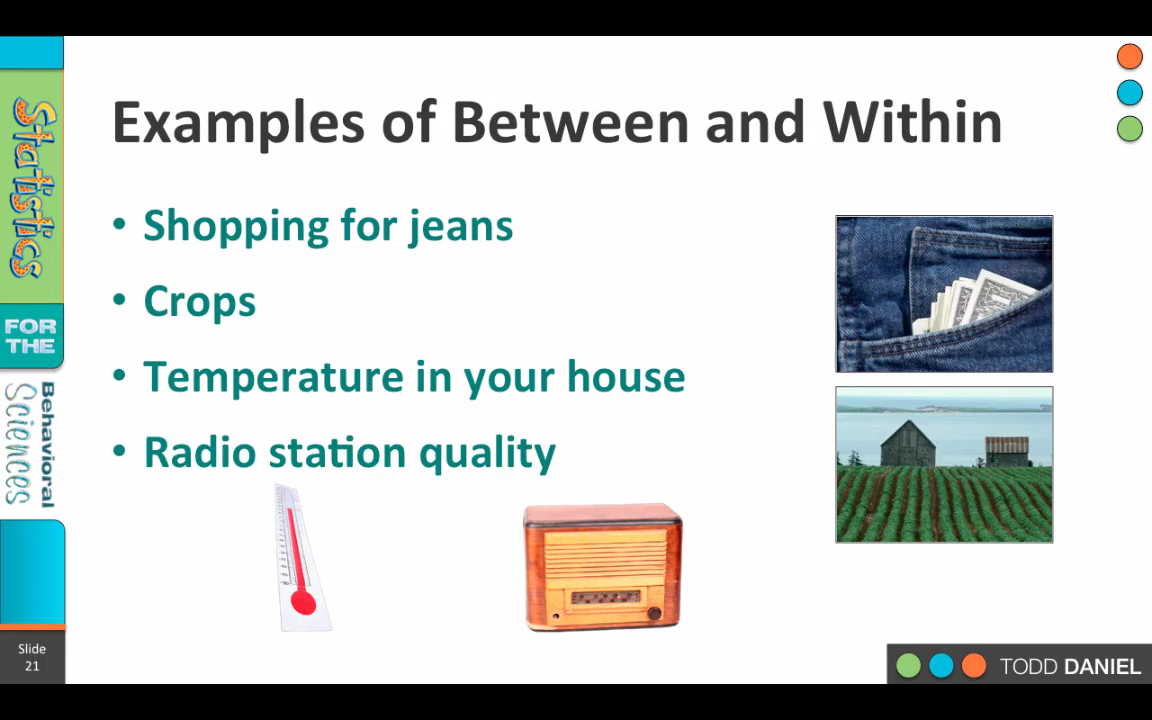 Examples of Between and Within
• Shopping for jeans
• Crops
• Temperature in your house
• Radio station quality
Statistics
FOR THE
Behavioral
Sciences
Slide
21
TODD DANIEL